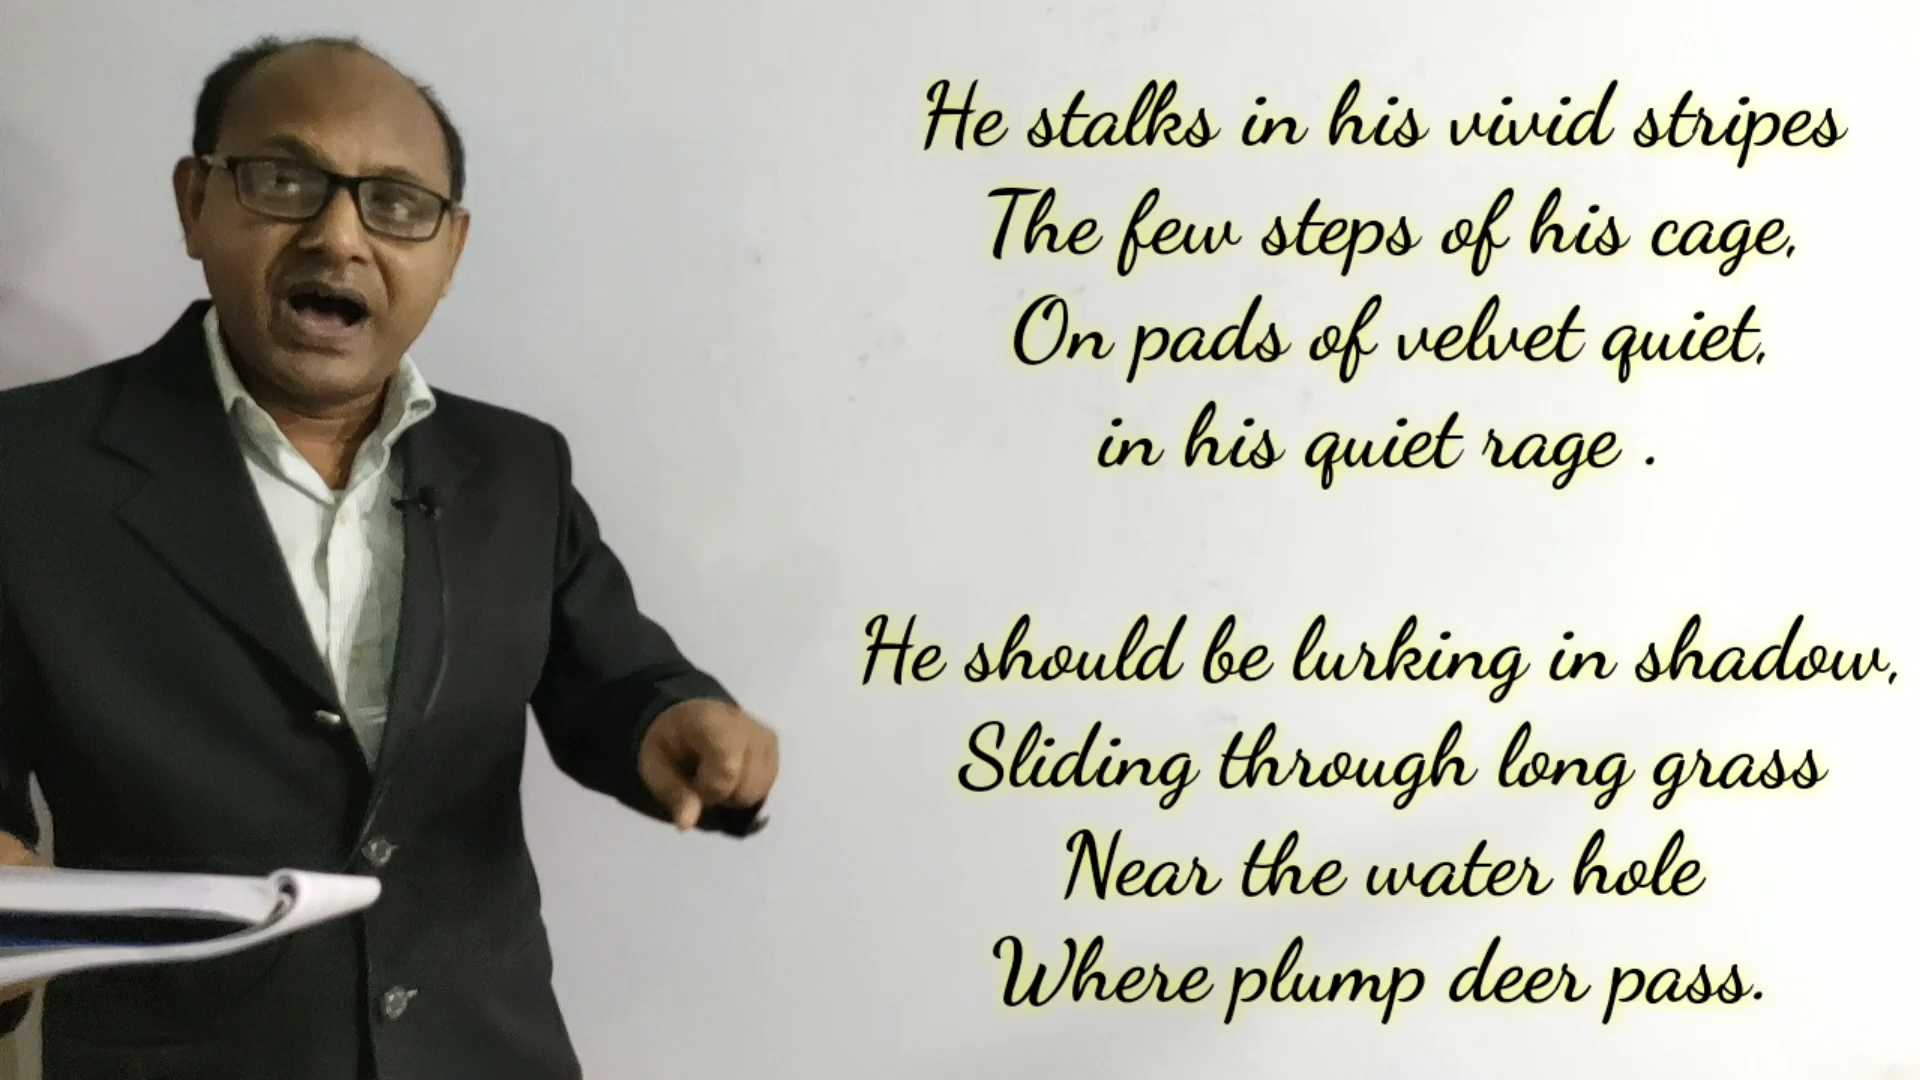 He stalks in his vivid stripes
The few steps of his cage,
On pads of velvet quiet,
in his quiet rage .
He should be lurking in shadow,
Sliding through long grass
Near the water hole
Where plump deer pass.